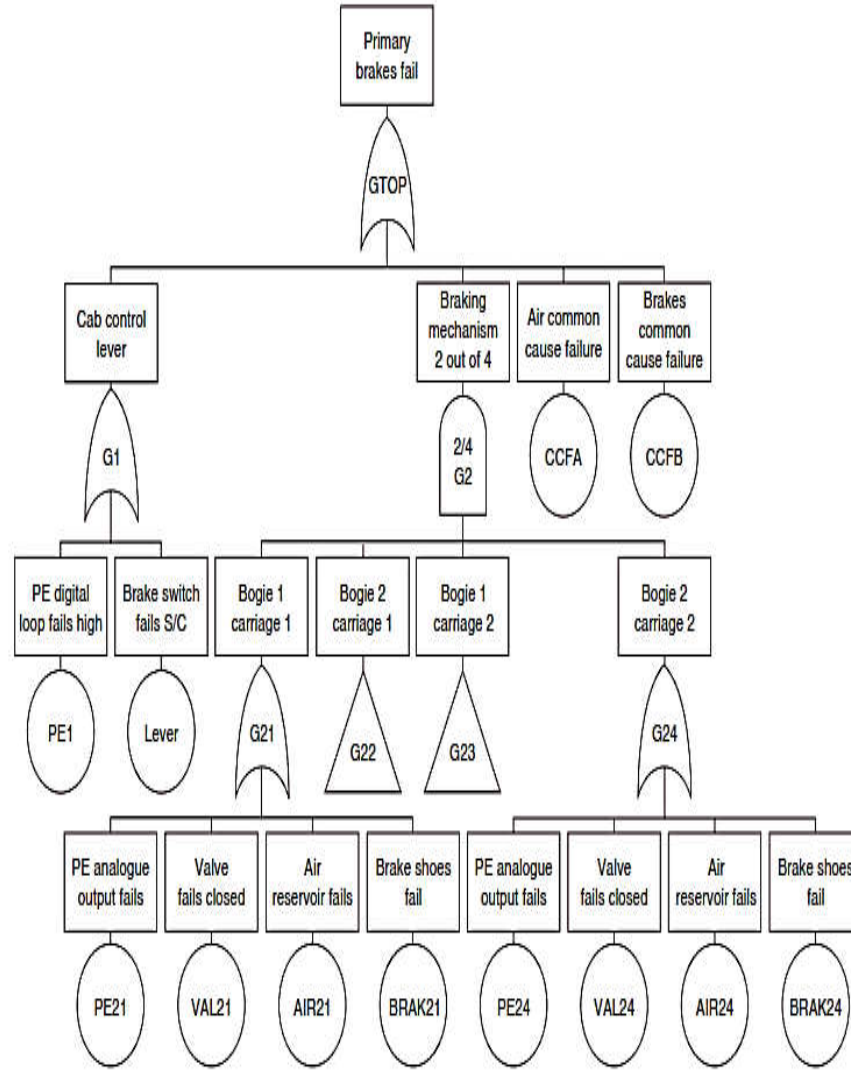 Primary
brakes fail
GTOP
Cab control
lever
Braking
mechanism
2 out of 4
Air common
cause failure
Brakes
common
cause failure
G1
2/4
G2
CCFA
CCFB
PE digital
loop fails high
Brake switch
fails S/C
Bogie 1
carriage 1
Bogie 2
carriage 1
Bogie 1
carriage 2
Bogie 2
carriage 2
PE1
Lever
G21
G22
G23
G24
PE analogue
output fails
Valve
fails closed
Air
reservoir fails
Brake shoes
fail
PE analogue
output fails
Valve
fails closed
Air
reservoir fails
Brake shoes
fail
PE21
VAL21
AIR21
BRAK21
PE24
VAL24
AIR24
BRAK24